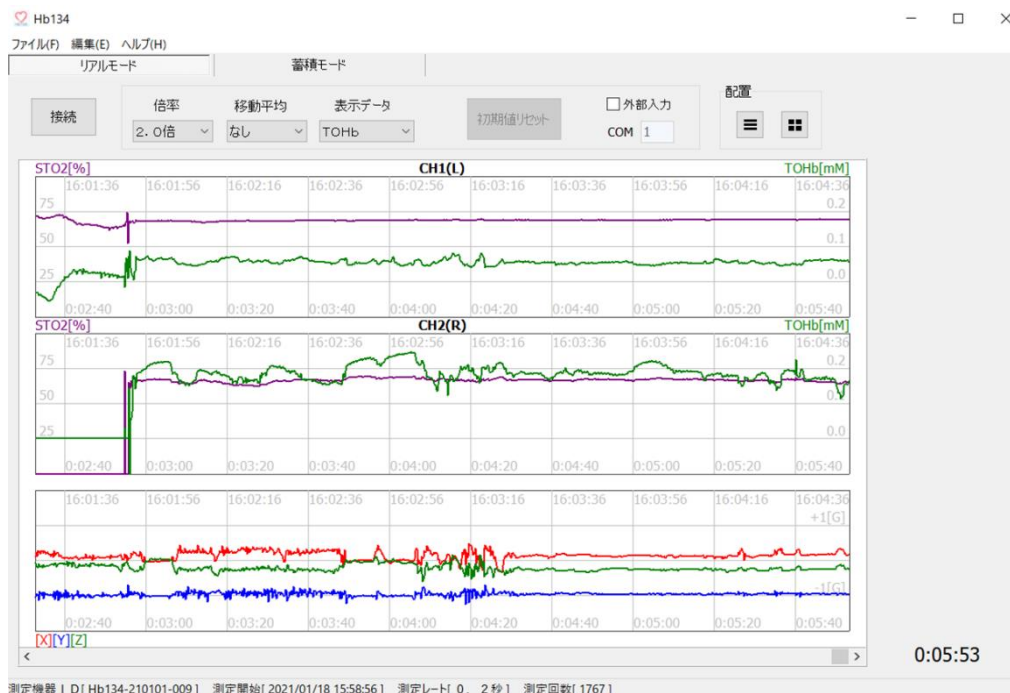 Hb134
ファイル(F) 編集(E) ヘルプ(H)
リアルモード 蓄積モード
倍率 移動平均 表示データ 外部入力 配置
接続 2.0倍 なし TOHb 初期値リセット COM 1
STO2[%] CH1(L) TOHb[mM]
16:01:36 16:01:56 16:02:16 16:02:36 16:02:56 16:03:16 16:03:36 16:03:56 16:04:16 16:04:36
75 0.2
50 0.1
25 0.0
0:02:40 0:03:00 0:03:20 0:03:40 0:04:00 0:04:20 0:04:40 0:05:00 0:05:20 0:05:40
STO2[%] CH2(R) TOHb[mM]
16:01:36 16:01:56 16:02:16 16:02:36 16:02:56 16:03:16 16:03:36 16:03:56 16:04:16 16:04:36
75 0.2
50
25 0.0
0:02:40 0:03:00 0:03:20 0:03:40 0:04:00 0:04:20 0:04:40 0:05:00 0:05:20 0:05:40
16:01:36 16:01:56 16:02:16 16:02:36 16:02:56 16:03:16 16:03:36 16:03:56 16:04:16 16:04:36
+1[G]
-1[G]
0:02:40 0:03:00 0:03:20 0:03:40 0:04:00 0:04:20 0:04:40 0:05:00 0:05:20 0:05:40
[X][Y][Z]
0:05:53
測定機器ID[Hb134-210101-009] 測定開始[2021/01/18 15:58:56] 測定レート[0.2秒] 測定回数[1767]